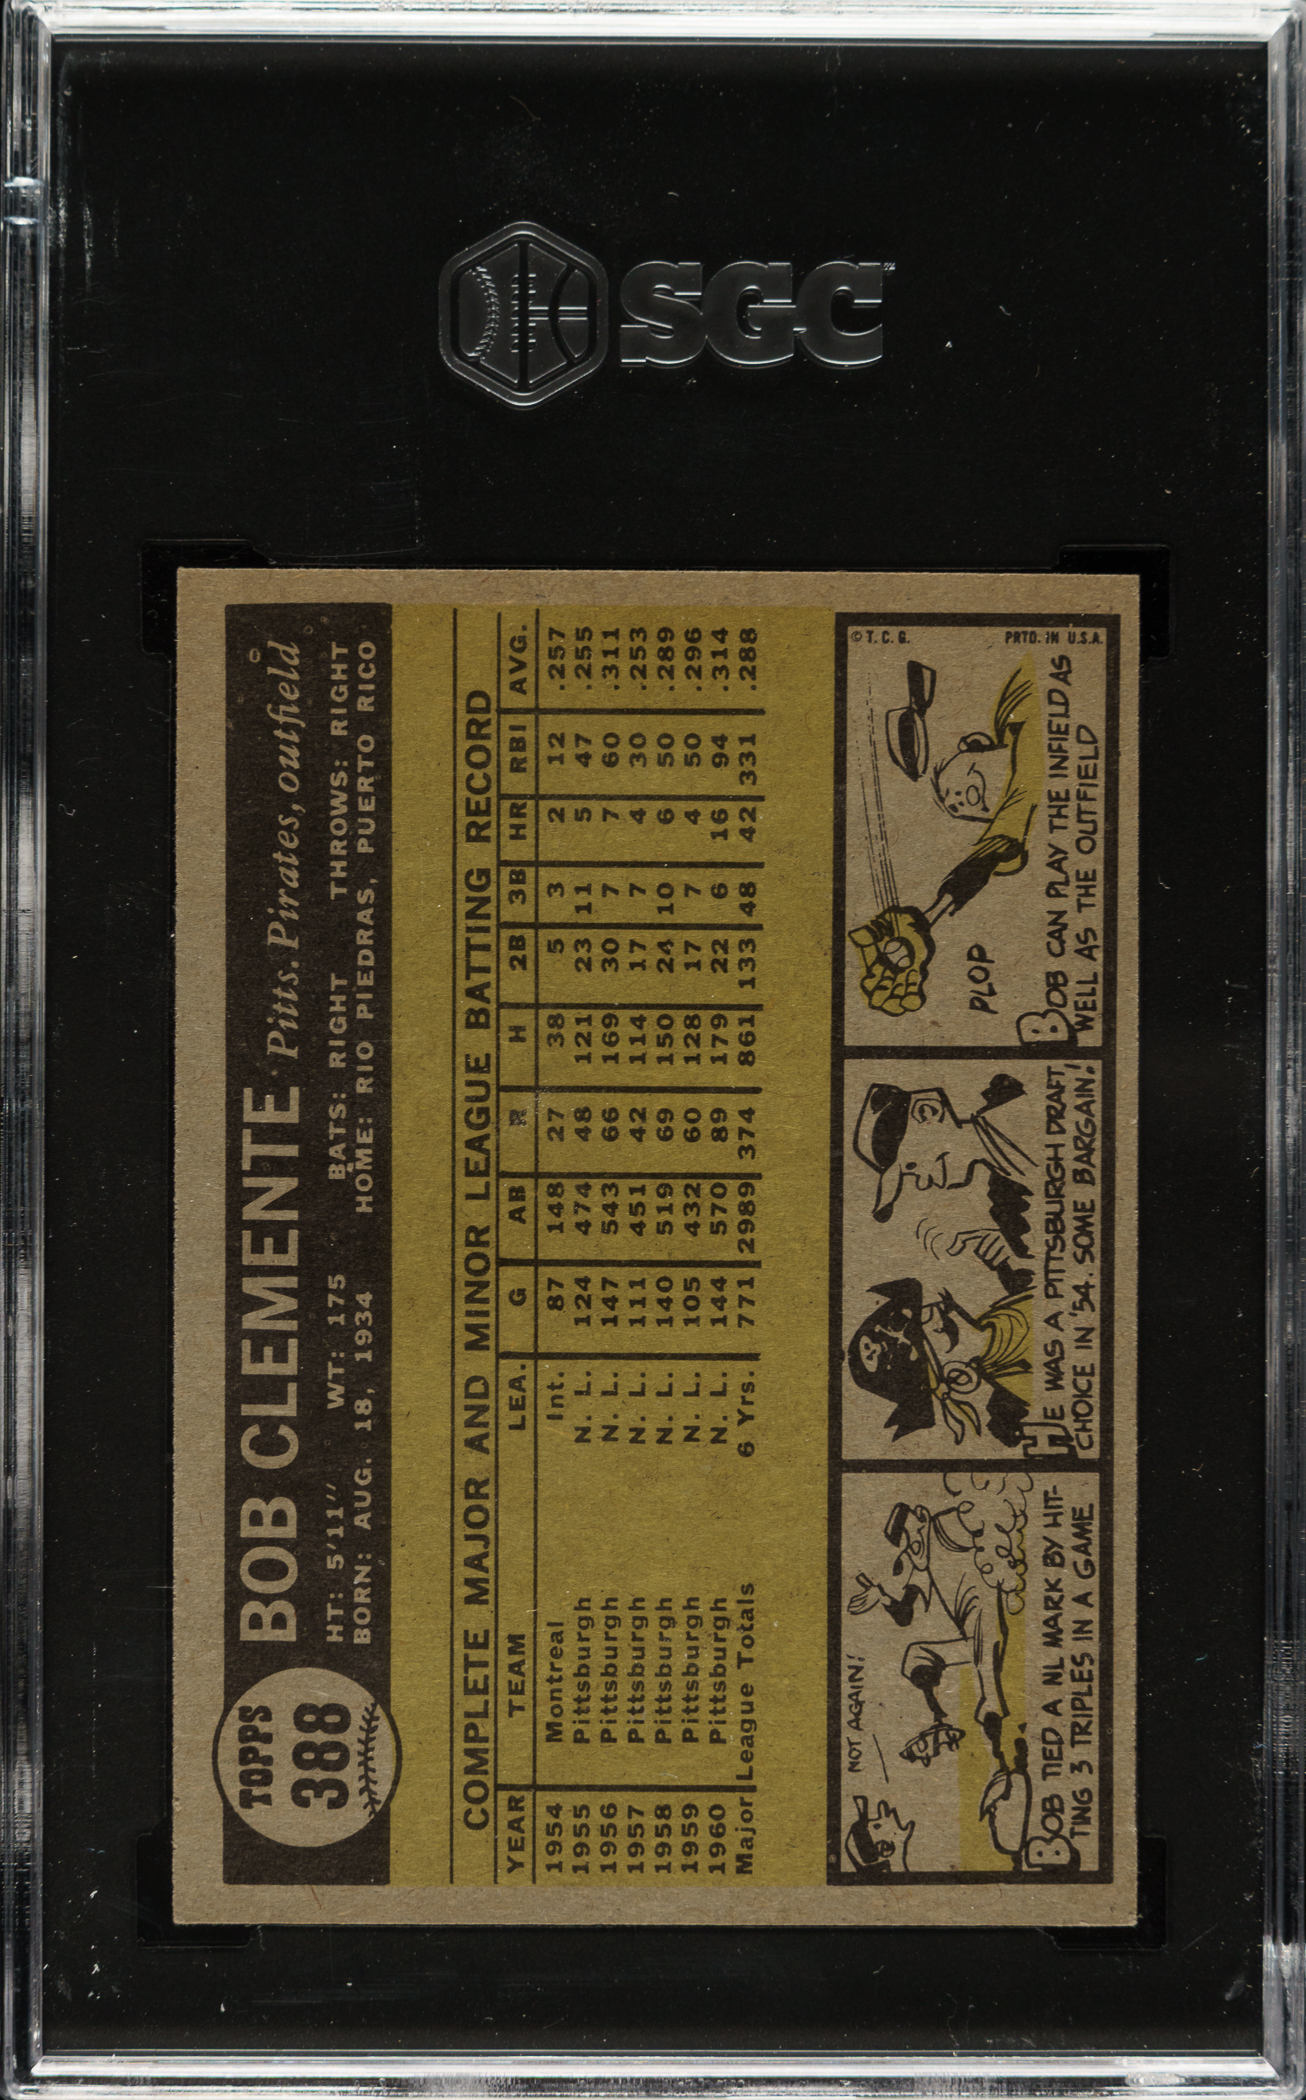 SGC
TOPPS
388
BOB CLEMENTE Pitts. Pirates, outfield
HT: 5'11" WT: 175 BATS: RIGHT THROWS: RIGHT
BORN: AUG. 18, 1934 HOME: RIO PIEDRAS, PUERTO RICO
COMPLETE MAJOR AND MINOR LEAGUE BATTING RECORD
YEAR TEAM LEA. G AB R H 2B 3B HR RBI AVG.
1954 Montreal Int. 87 148 27 38 5 3 2 12 .257
1955 Pittsburgh N. L. 124 474 48 121 23 11 5 47 .255
1956 Pittsburgh N. L. 147 543 66 169 30 7 7 60 .311
1957 Pittsburgh N. L. 111 451 42 114 17 7 4 30 .253
1958 Pittsburgh N. L. 140 519 69 150 24 10 6 50 .289
1959 Pittsburgh N. L. 105 432 60 128 17 7 4 50 .296
1960 Pittsburgh N. L. 144 570 89 179 22 6 16 94 .314
Major League Totals 6 Yrs. 771 2989 374 861 133 48 42 331 .288
NOT AGAIN!
BOB TIED A NL MARK BY HIT-
TING 3 TRIPLES IN A GAME
HE WAS A PITTSBURGH DRAFT
CHOICE IN '54. SOME BARGAIN!
© T. C. G. PRTD. IN U.S.A.
PLOP
BOB CAN PLAY THE INFIELD AS
WELL AS THE OUTFIELD